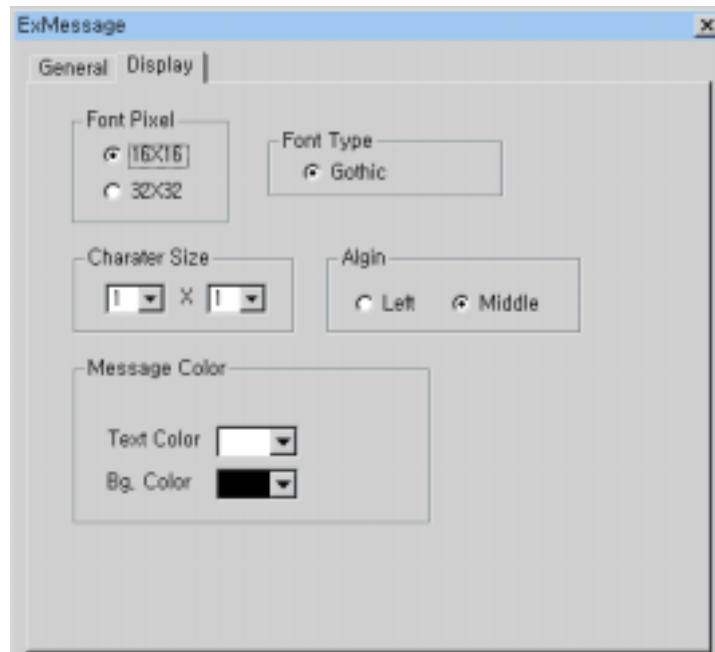 ExMessage
General Display
Font Pixel
16X16
32X32
Font Type
Gothic
Charater Size
1 X 1
Algin
Left Middle
Message Color
Text Color
Bg. Color